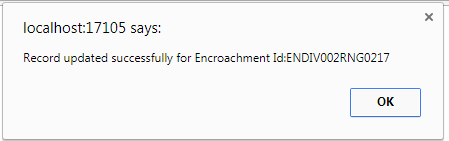 localhost:17105 says:
Record updated successfully for Encroachment Id:ENDIV002RNG0217
OK